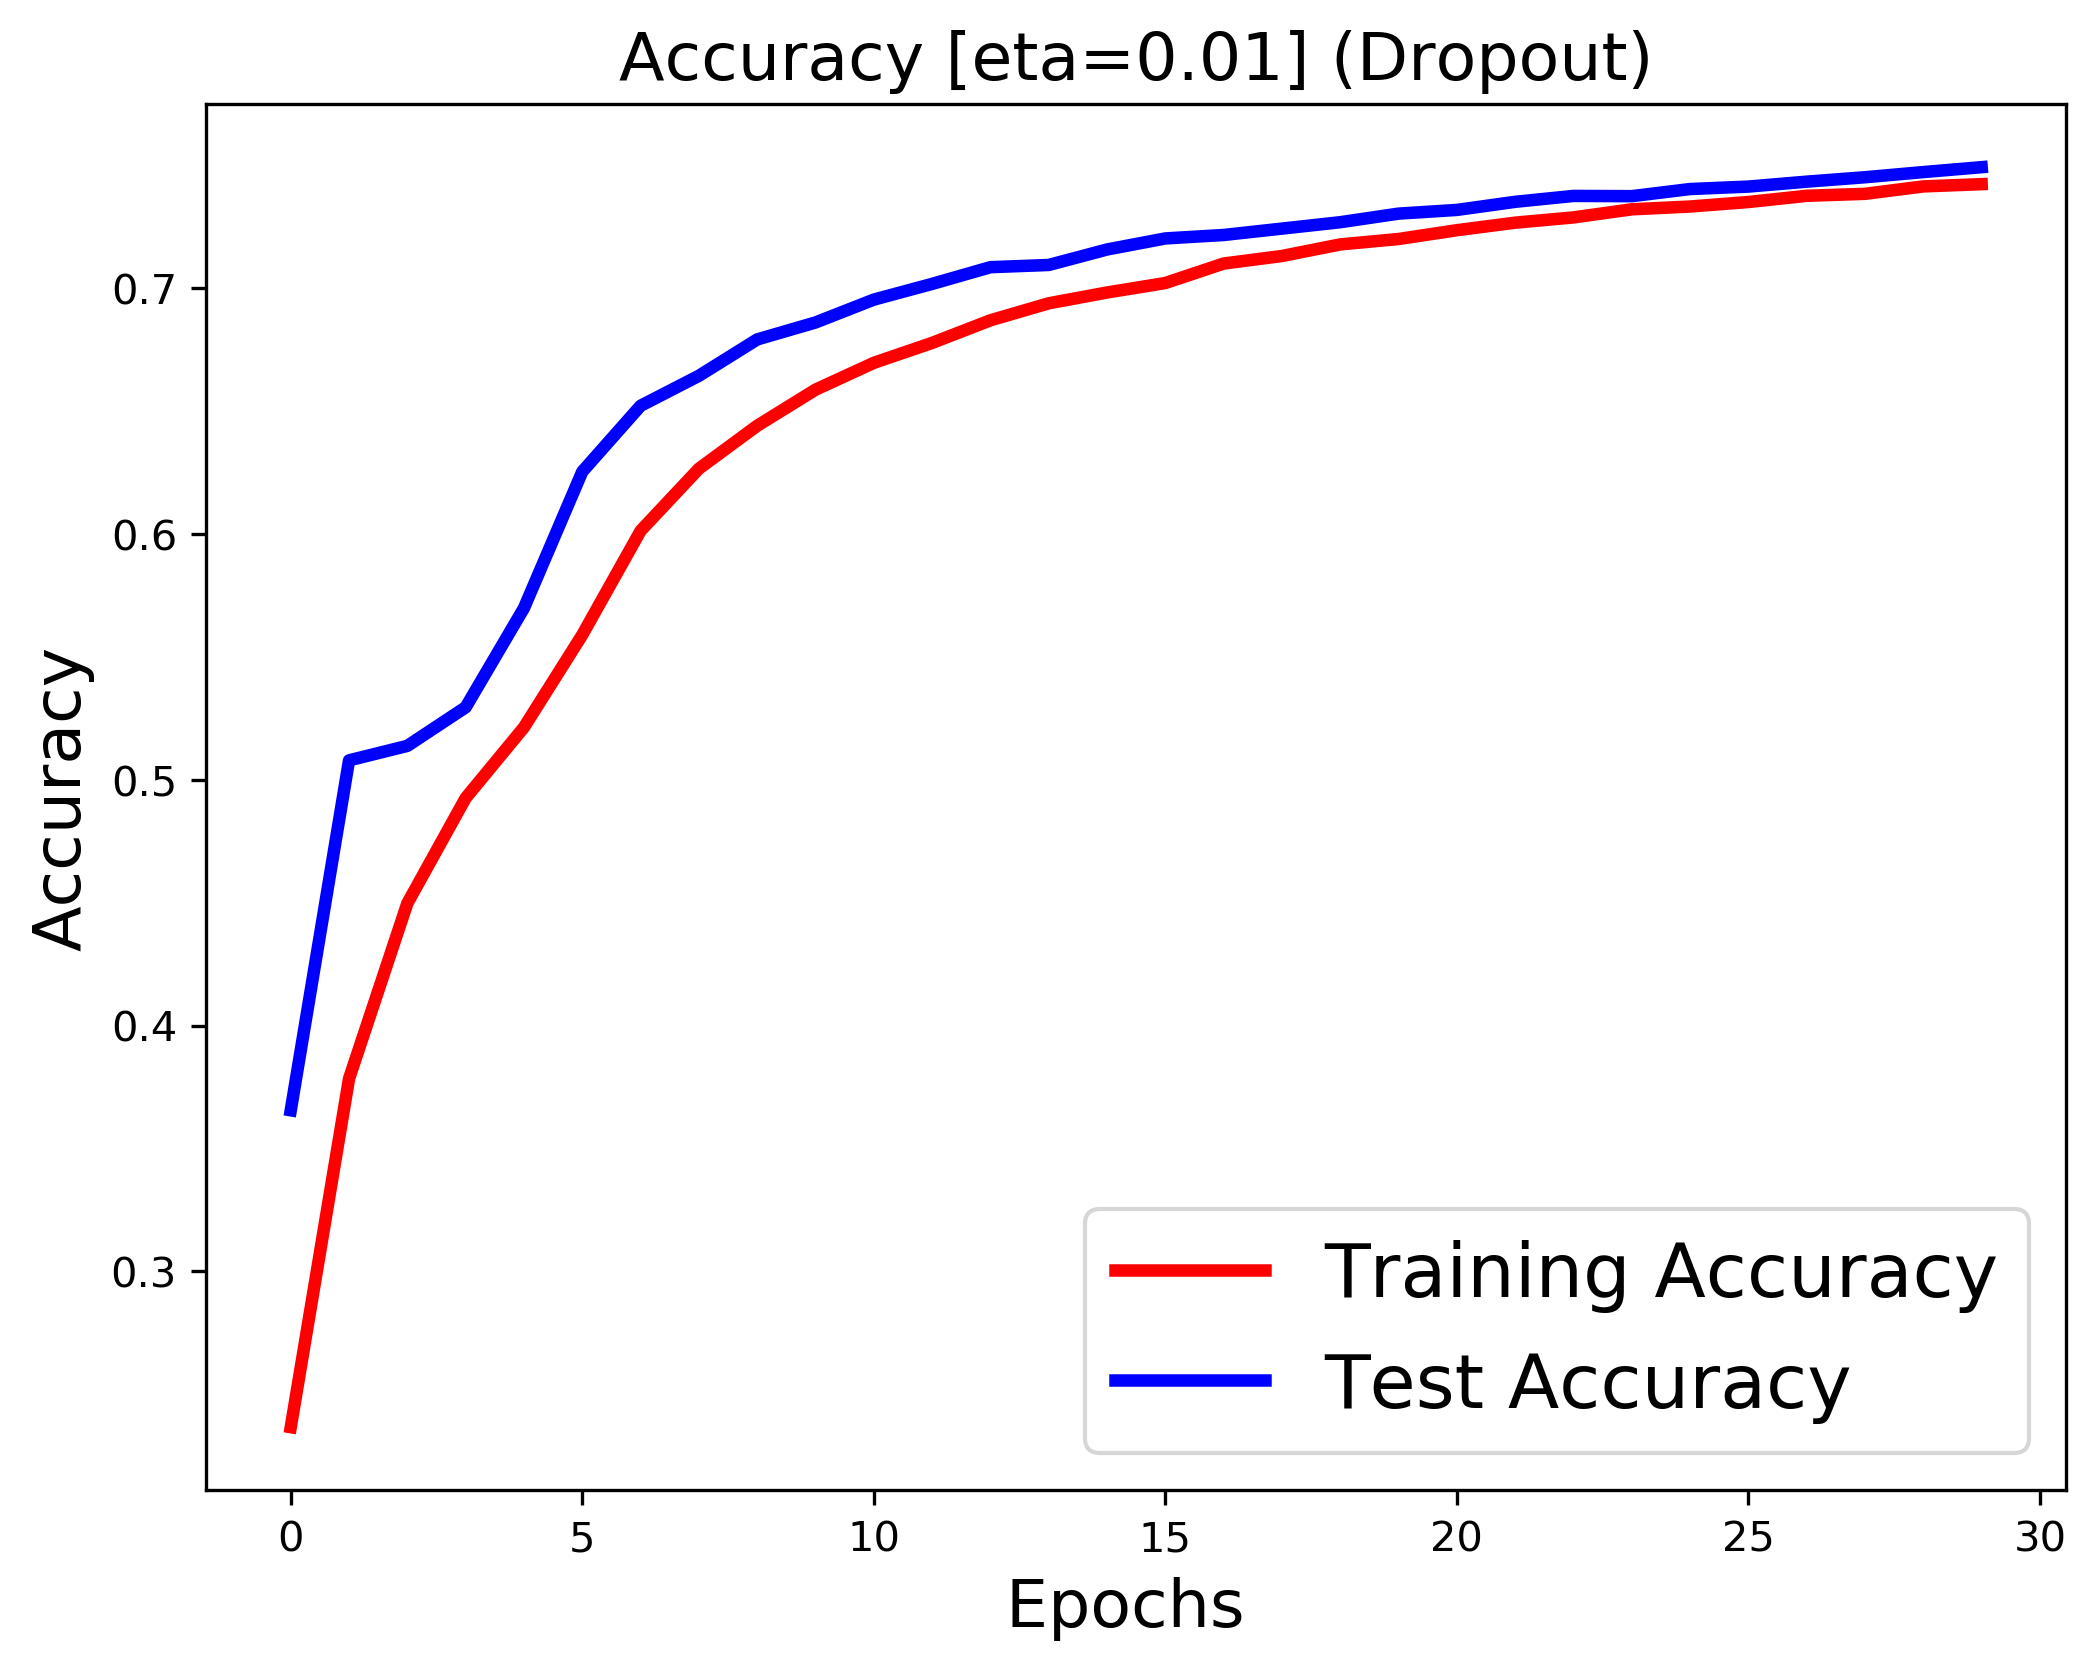 Accuracy [eta=0.01] (Dropout)
Accuracy
0.7
0.6
0.5
0.4
0.3
Training Accuracy
Test Accuracy
0 5 10 15 20 25 30
Epochs